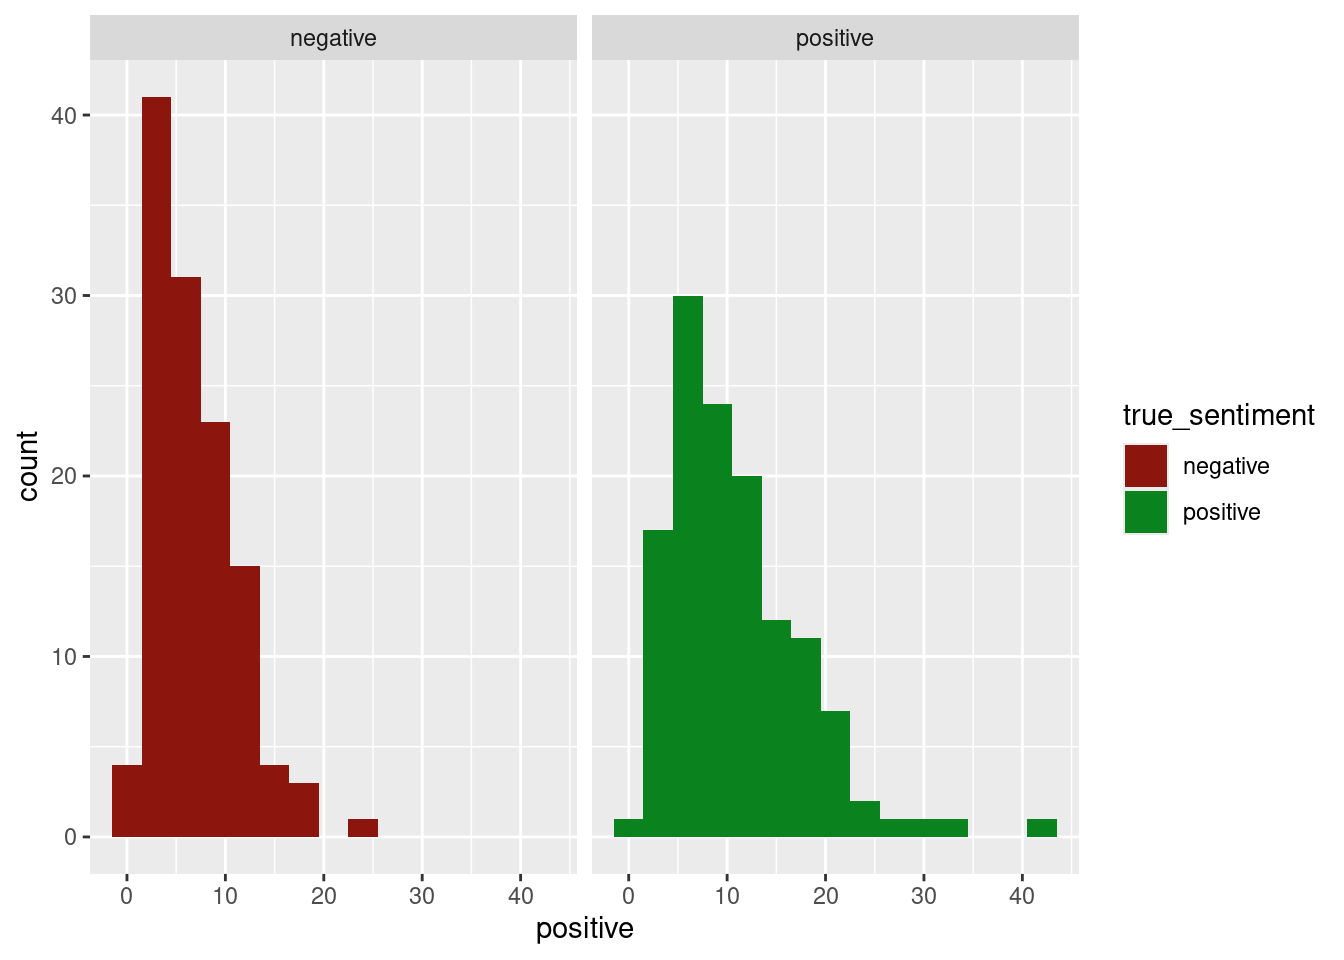 negative positive
40
30
20
10
0
count
0 10 20 30 40 0 10 20 30 40
positive
true_sentiment
negative
positive